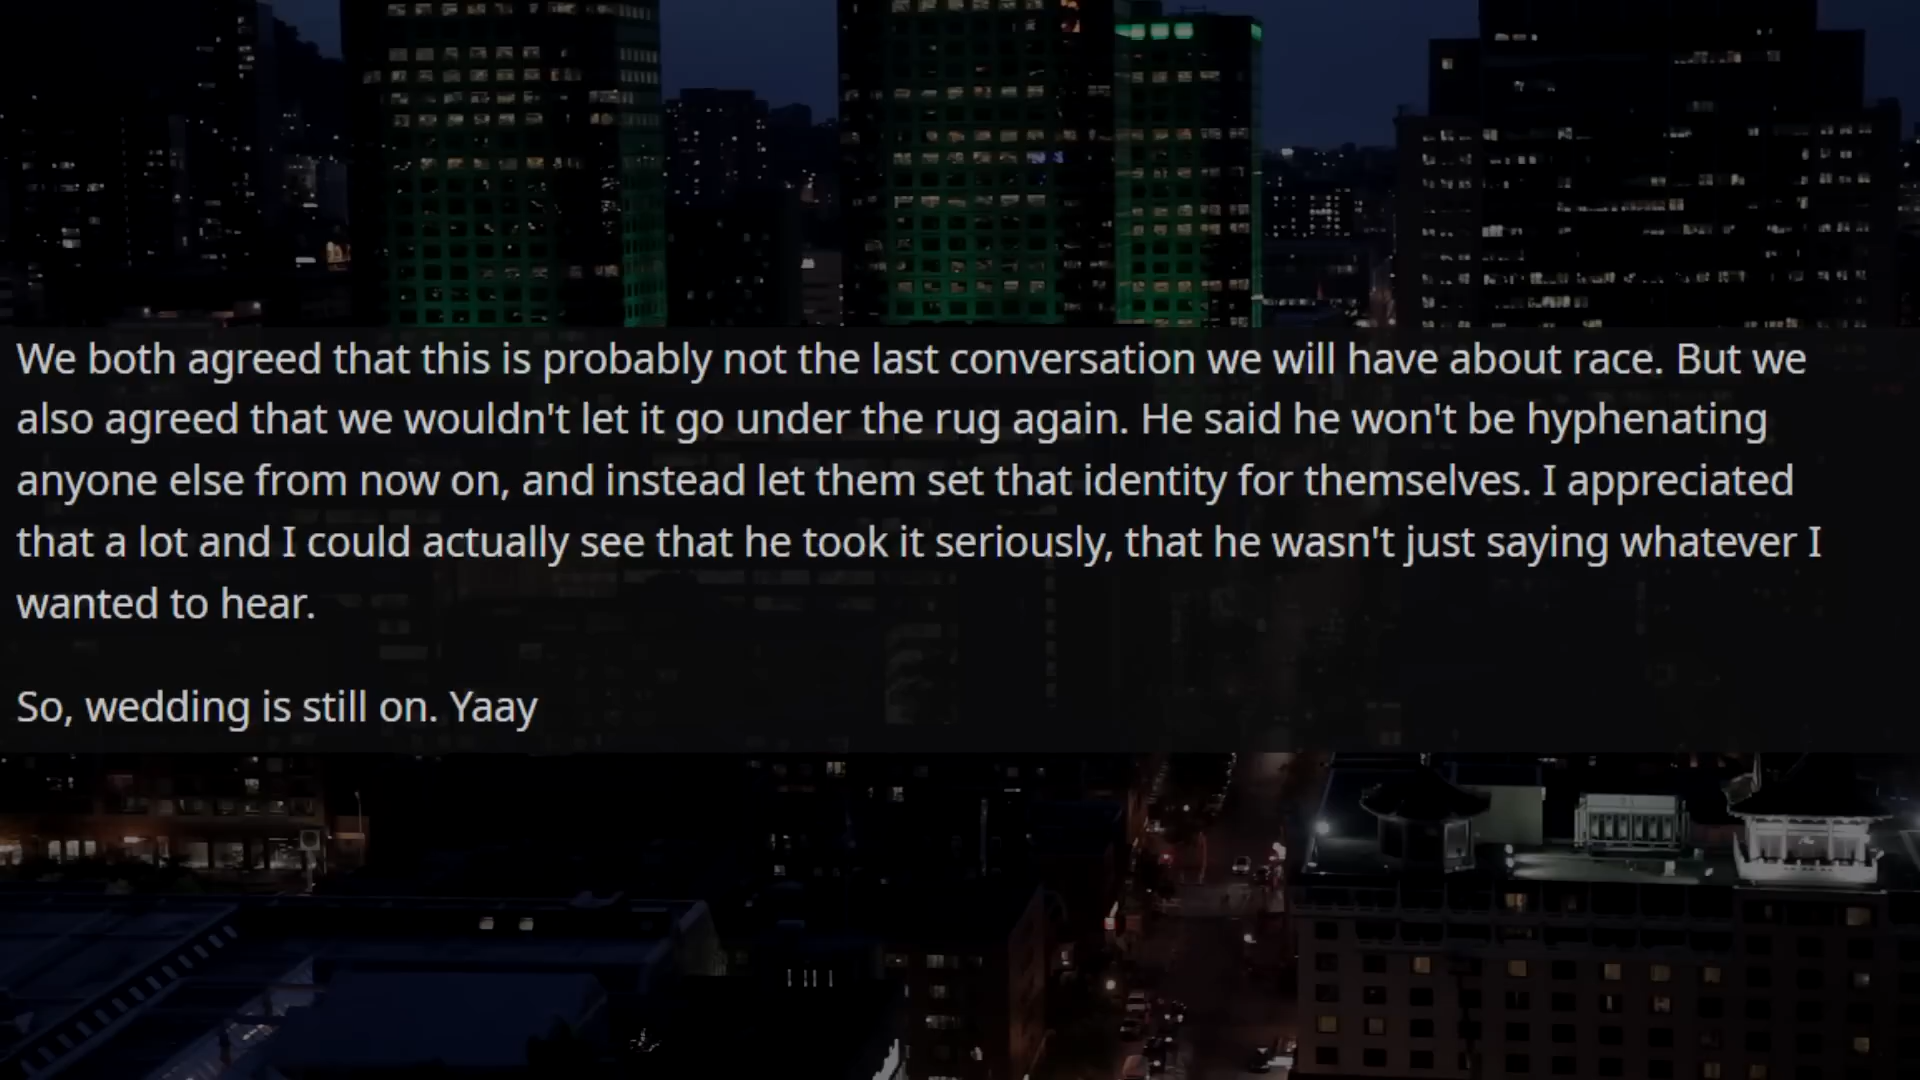 We both agreed that this is probably not the last conversation we will have about race. But we
also agreed that we wouldn't let it go under the rug again. He said he won't be hyphenating
anyone else from now on, and instead let them set that identity for themselves. I appreciated
that a lot and I could actually see that he took it seriously, that he wasn't just saying whatever I
wanted to hear.
So, wedding is still on. Yaay